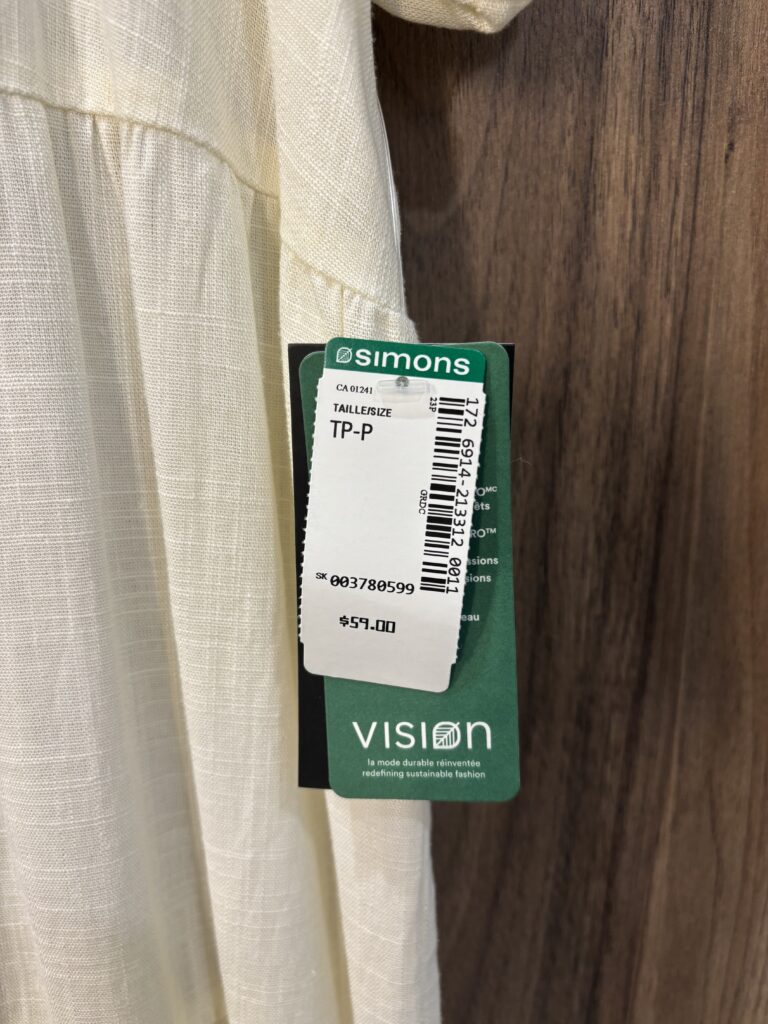 simons
CA 01241
TAILLE/SIZE
TP-P
23P
172 6914-213312 0011
GRDC
SK 003780599
$59.00
VISION
la mode durable réinventée
redefining sustainable fashion